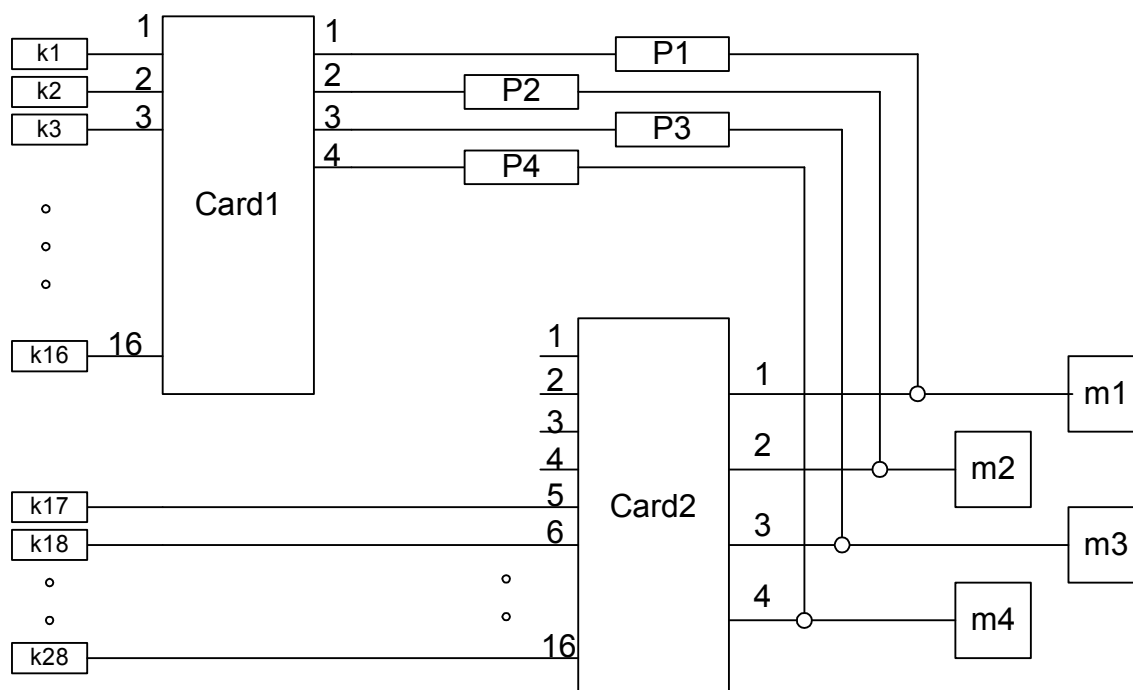 1 1
k1 P1
k2 2 2 P2
k3 3 3 P3
4 P4
Card1
k16 16
1
2 1 m1
3
4 2 m2
k17 5 Card2
k18 6 3 m3
4 m4
k28 16